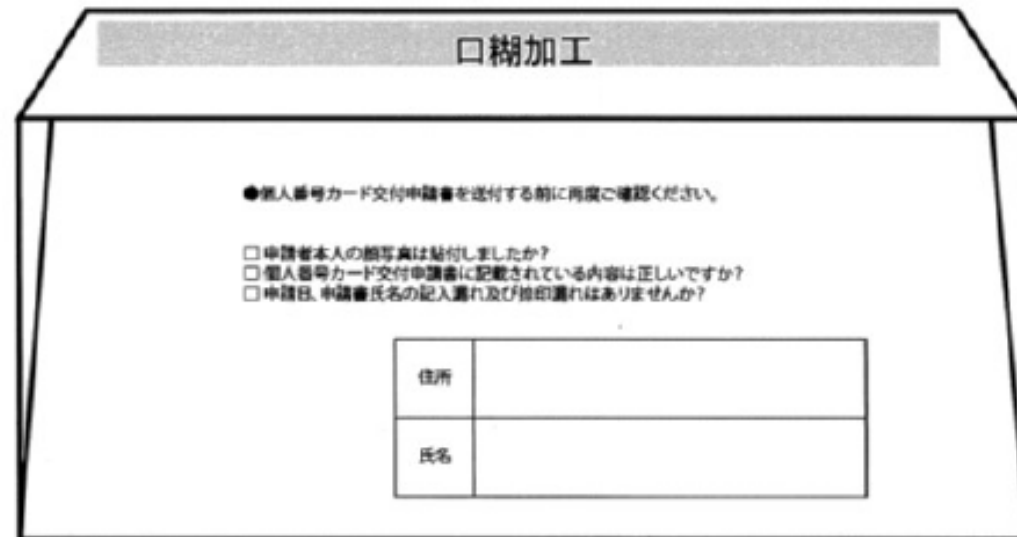 口糊加工
●個人番号カード交付申請書を送付する前に再度ご確認ください。
□ 申請者本人の顔写真は貼付しましたか?
□ 個人番号カード交付申請書に記載されている内容は正しいですか?
□ 申請日、申請書氏名の記入漏れ及び捺印漏れはありませんか?
住所
氏名